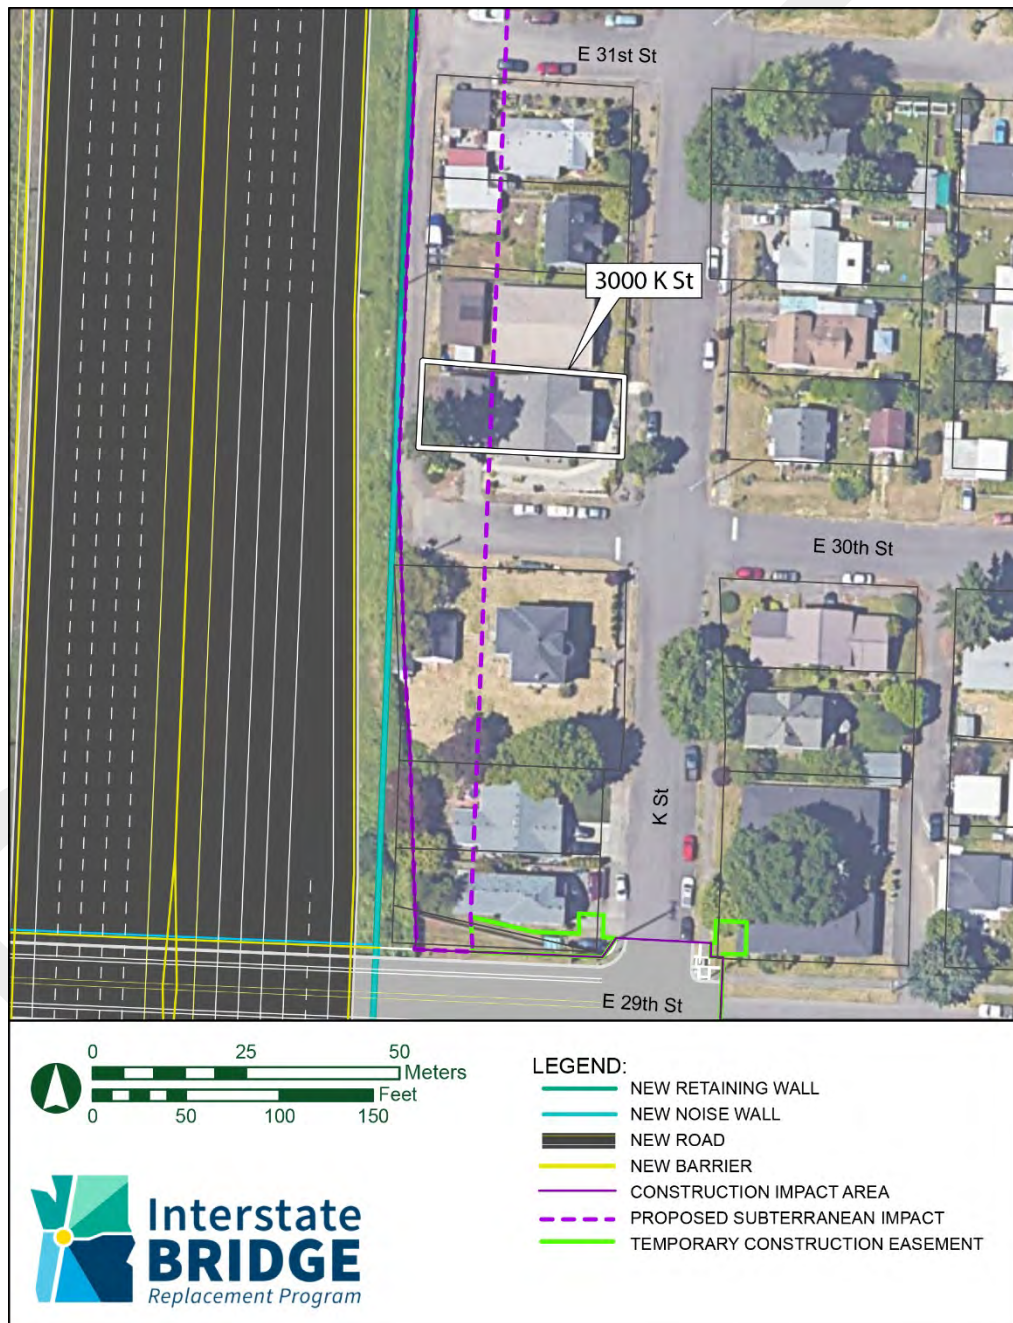 E 31st St
3000 K St
E 30th St
K St
E 29th St
0 25 50
Meters
Feet
0 50 100 150
LEGEND:
NEW RETAINING WALL
NEW NOISE WALL
NEW ROAD
NEW BARRIER
CONSTRUCTION IMPACT AREA
PROPOSED SUBTERRANEAN IMPACT
TEMPORARY CONSTRUCTION EASEMENT
Interstate
BRIDGE
Replacement Program